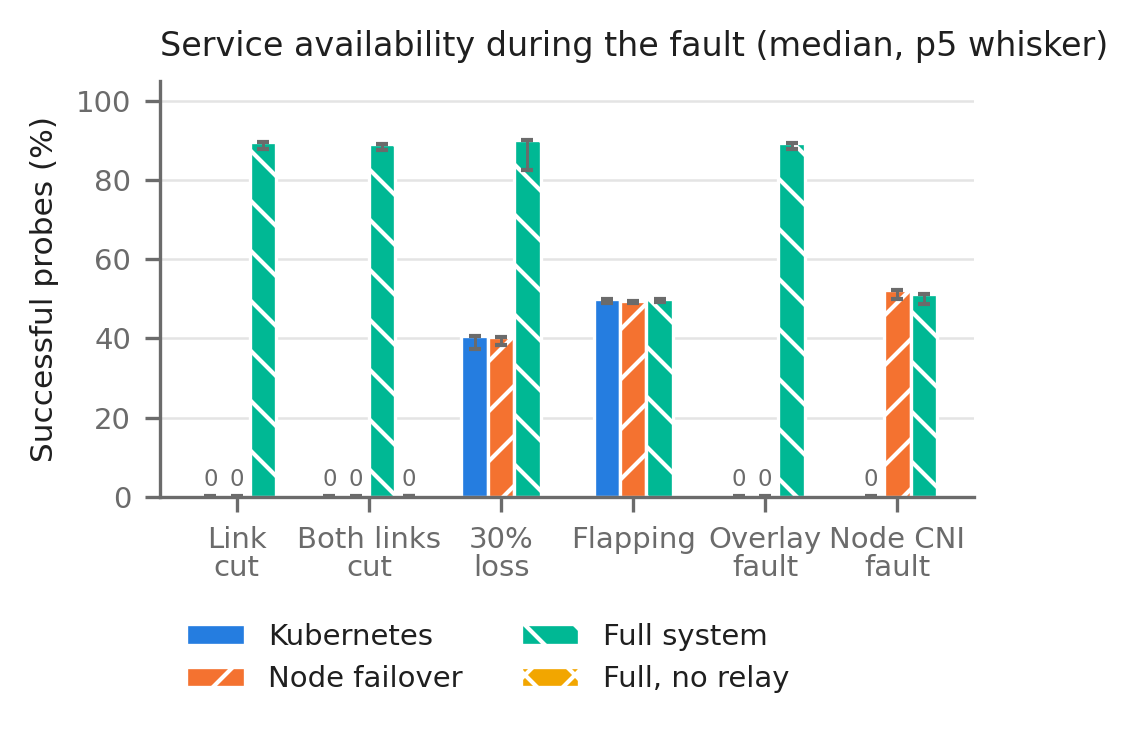 Service availability during the fault (median, p5 whisker)
Successful probes (%)
100
80
60
40
20
0
0 0
0 0 0
0 0
0
Link cut
Both links cut
30% loss
Flapping
Overlay fault
Node CNI fault
Kubernetes
Node failover
Full system
Full, no relay